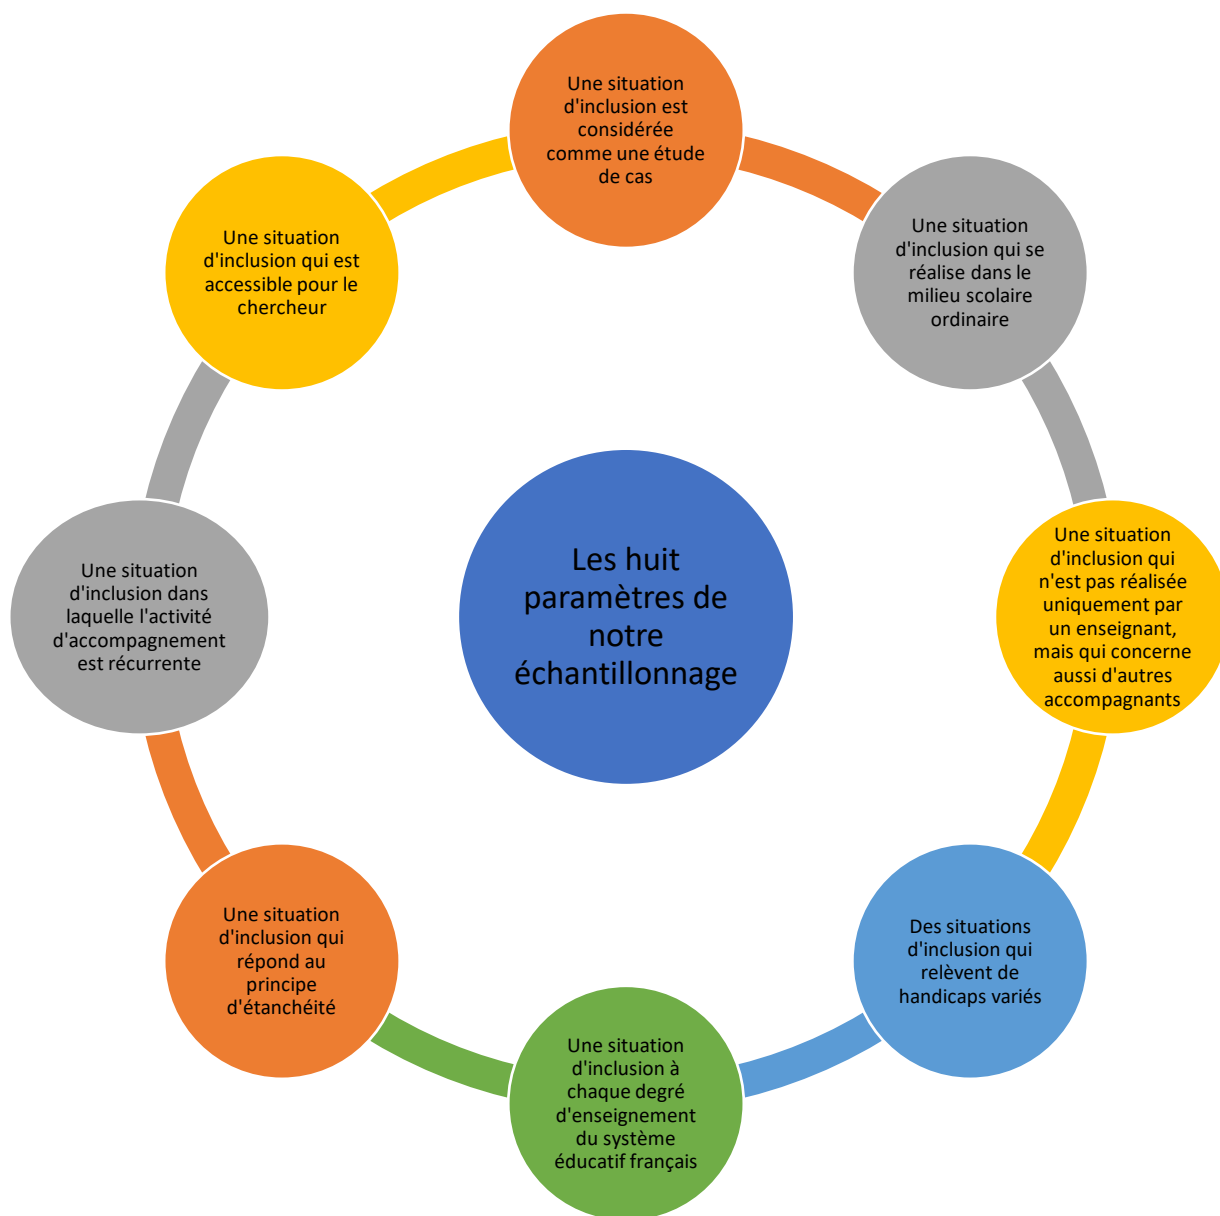 Une situation
d'inclusion est
considérée
comme une étude
de cas
Une situation
d'inclusion qui se
réalise dans le
milieu scolaire
ordinaire
Une situation
d'inclusion qui
n'est pas réalisée
uniquement par
un enseignant,
mais qui concerne
aussi d'autres
accompagnants
Des situations
d'inclusion qui
relèvent de
handicaps variés
Une situation
d'inclusion à
chaque degré
d'enseignement
du système
éducatif français
Une situation
d'inclusion qui
répond au
principe
d'étanchéité
Une situation
d'inclusion dans
laquelle l'activité
d'accompagnement
est récurrente
Une situation
d'inclusion qui est
accessible pour le
chercheur
Les huit
paramètres de
notre
échantillonnage